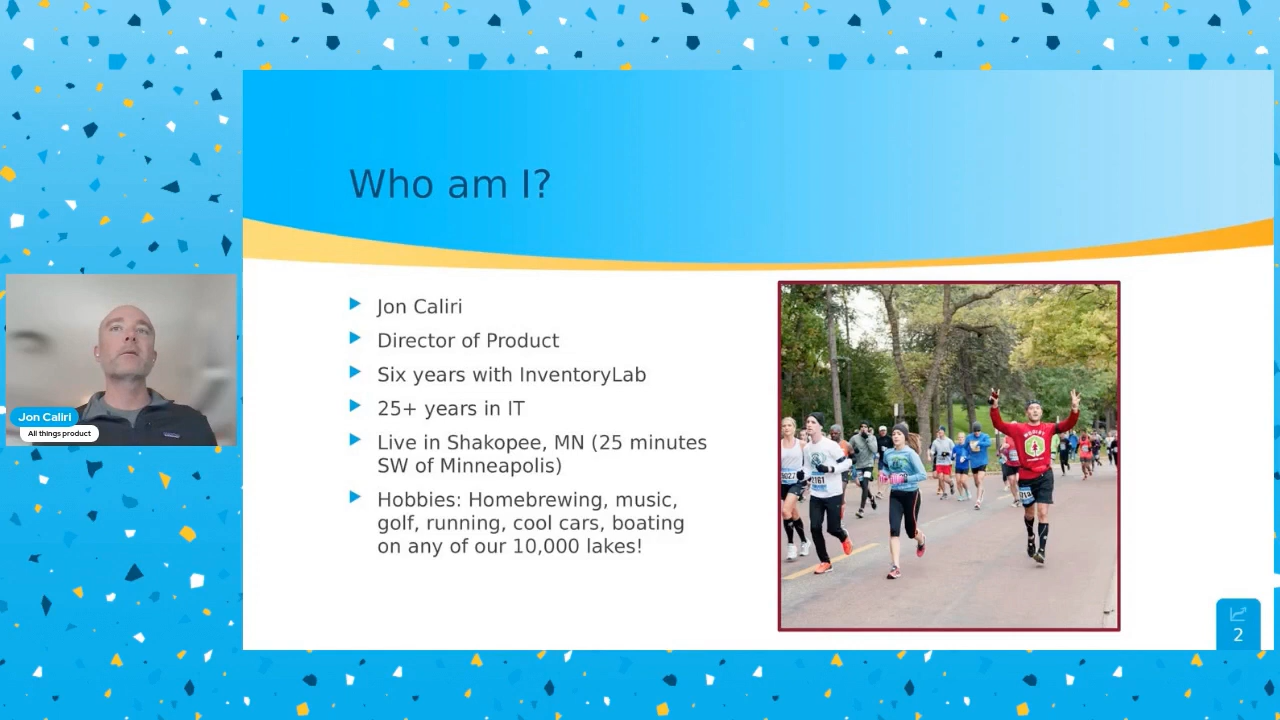 Who am I?
Jon Caliri
Director of Product
Six years with InventoryLab
25+ years in IT
Live in Shakopee, MN (25 minutes
SW of Minneapolis)
Hobbies: Homebrewing, music,
golf, running, cool cars, boating
on any of our 10,000 lakes!
Jon Caliri
All things product
2161
2